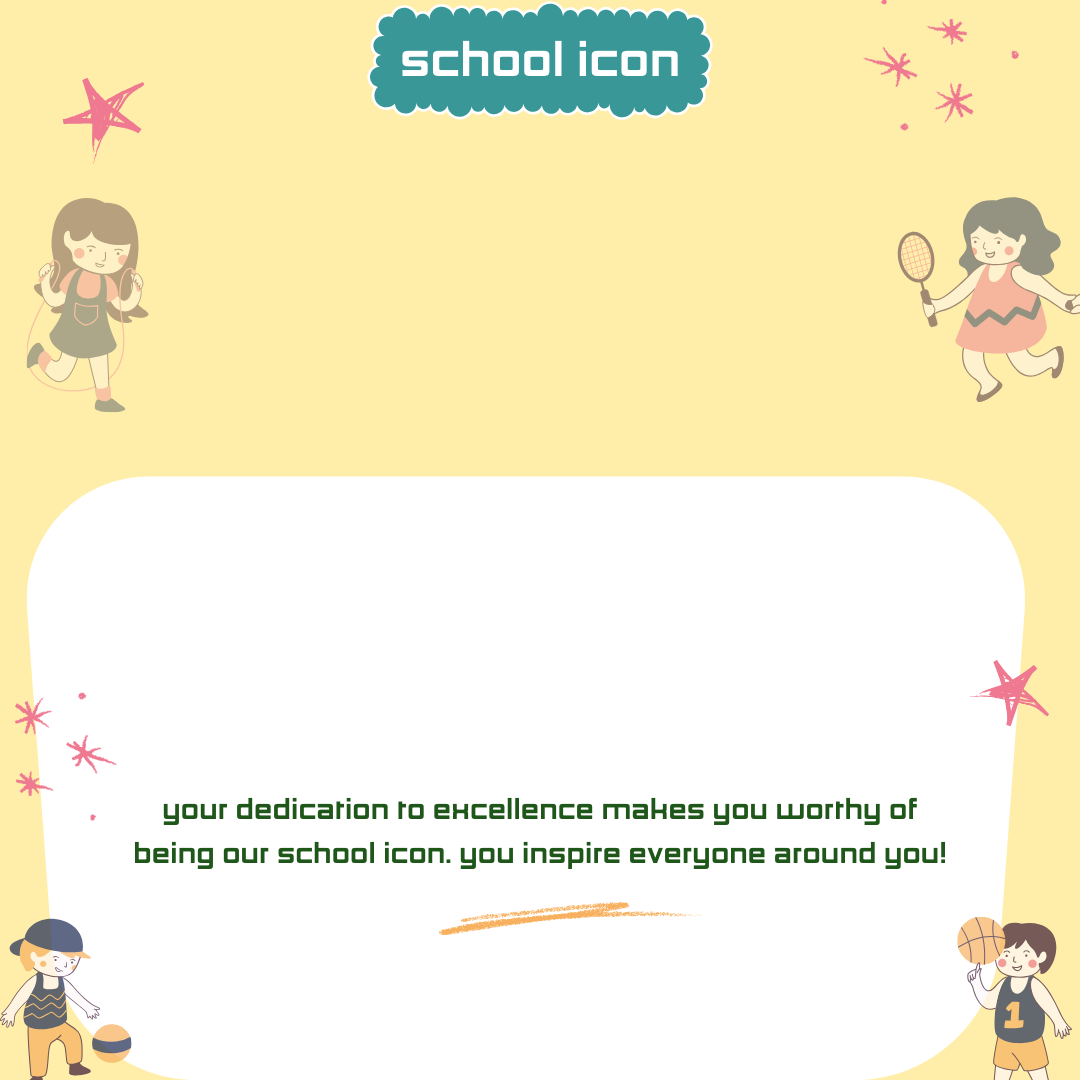 school icon
your dedication to excellence makes you worthy of
being our school icon. you inspire everyone around you!
1